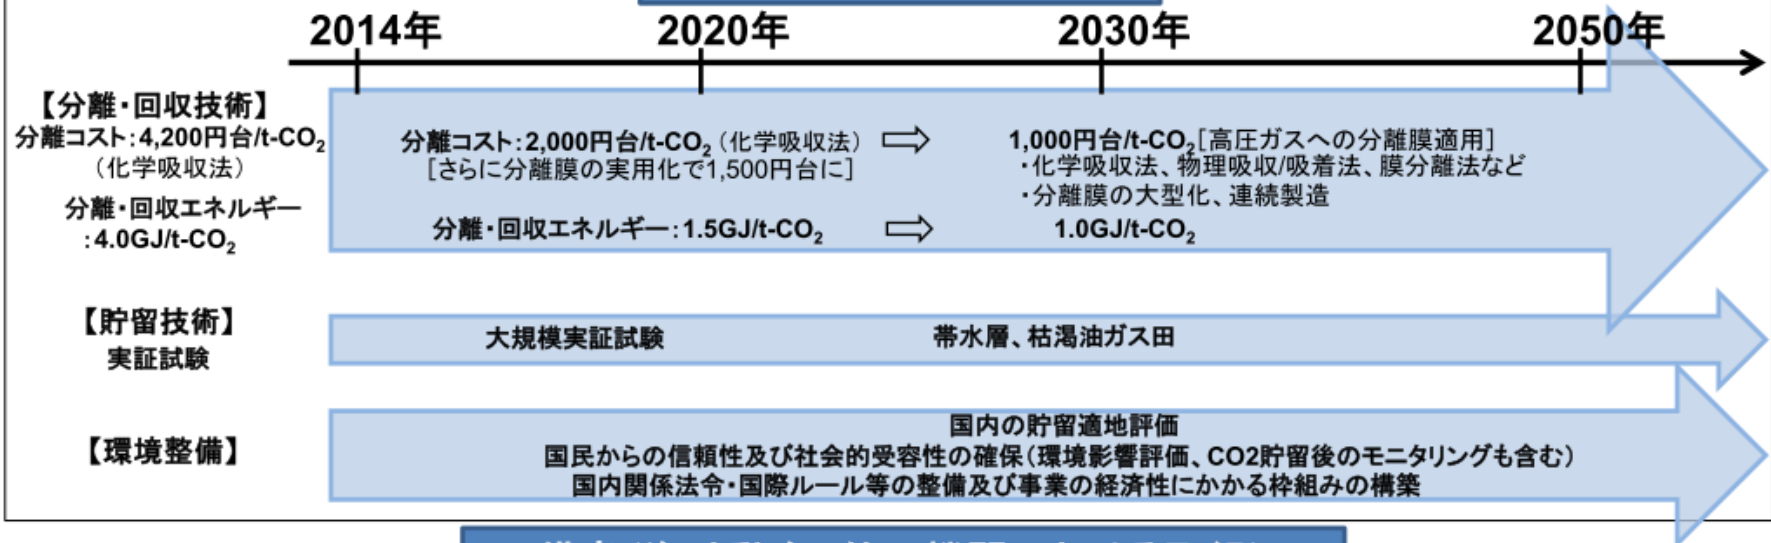 2014年 2020年 2030年 2050年
【分離・回収技術】
分離コスト：4,200円台/t-CO2
（化学吸収法）
分離・回収エネルギー
：4.0GJ/t-CO2
分離コスト：2,000円台/t-CO2（化学吸収法） ⇨ 1,000円台/t-CO2［高圧ガスへの分離膜適用］
［さらに分離膜の実用化で1,500円台に］
・化学吸収法、物理吸収/吸着法、膜分離法など
・分離膜の大型化、連続製造
分離・回収エネルギー：1.5GJ/t-CO2 ⇨ 1.0GJ/t-CO2
【貯留技術】
実証試験
大規模実証試験 帯水層、枯渇油ガス田
【環境整備】
国内の貯留適地評価
国民からの信頼性及び社会的受容性の確保（環境影響評価、CO2貯留後のモニタリングも含む）
国内関係法令・国際ルール等の整備及び事業の経済性にかかる枠組みの構築